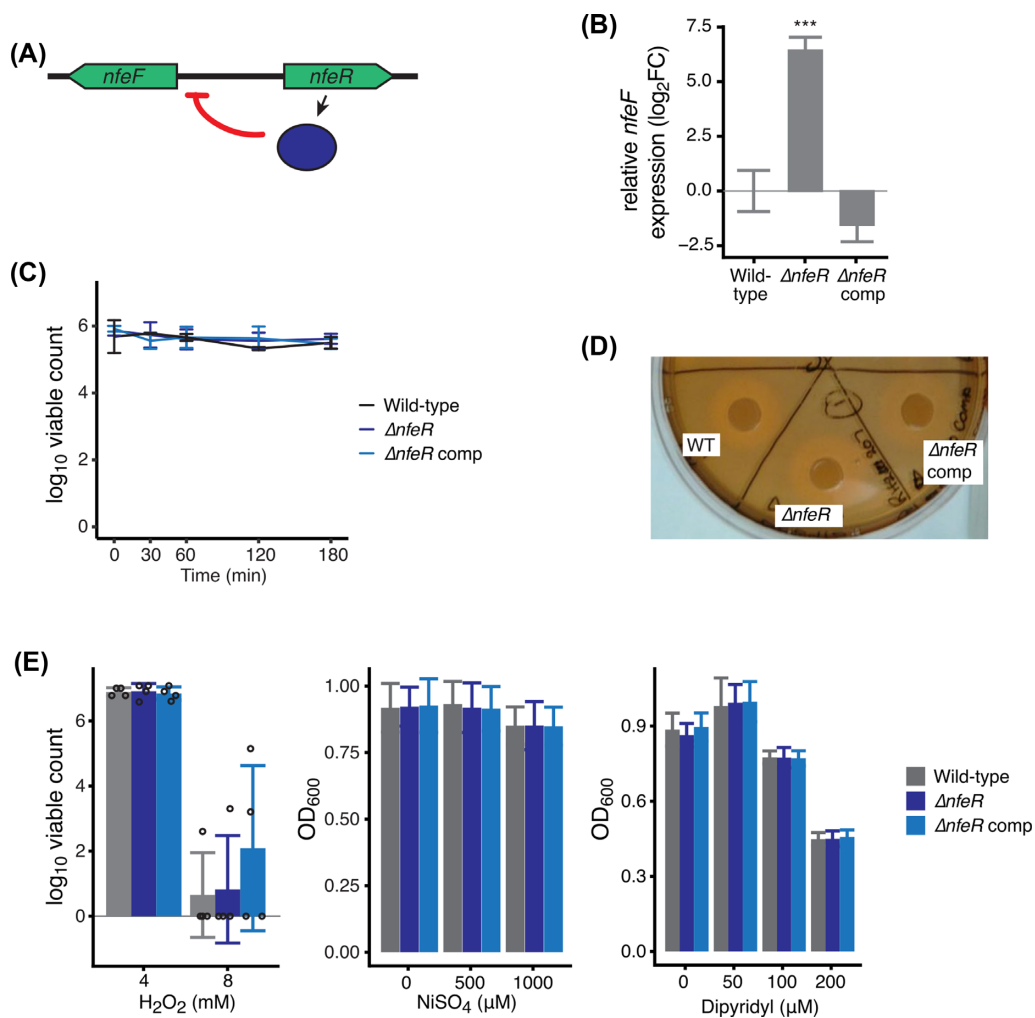 (A)
nfeF
nfeR
(B)
relative nfeF
expression (log₂FC)
7.5
5.0
2.5
0.0
−2.5
***
Wild-
type
ΔnfeR
ΔnfeR
comp
(C)
log₁₀ viable count
6
4
2
0
0
30
60
120
180
Time (min)
Wild-type
ΔnfeR
ΔnfeR comp
(D)
WT
ΔnfeR
ΔnfeR
comp
1
comp
(E)
log₁₀ viable count
6
4
2
0
4
8
H₂O₂ (mM)
OD₆₀₀
1.00
0.75
0.50
0.25
0.00
0
500
1000
NiSO₄ (µM)
OD₆₀₀
0.9
0.6
0.3
0.0
0
50
100
200
Dipyridyl (µM)
Wild-type
ΔnfeR
ΔnfeR comp